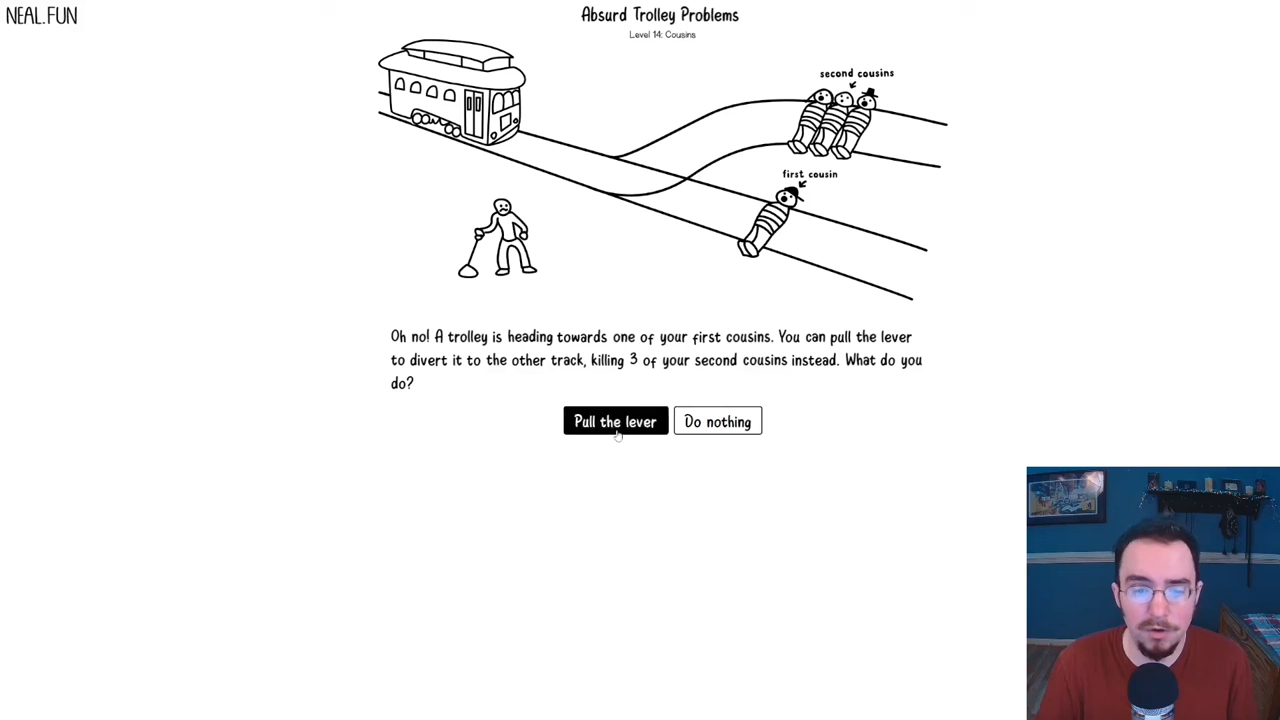 NEAL.FUN
Absurd Trolley Problems
Level 14: Cousins
second cousins
first cousin
Oh no! A trolley is heading towards one of your first cousins. You can pull the lever
to divert it to the other track, killing 3 of your second cousins instead. What do you
do?
Pull the lever
Do nothing